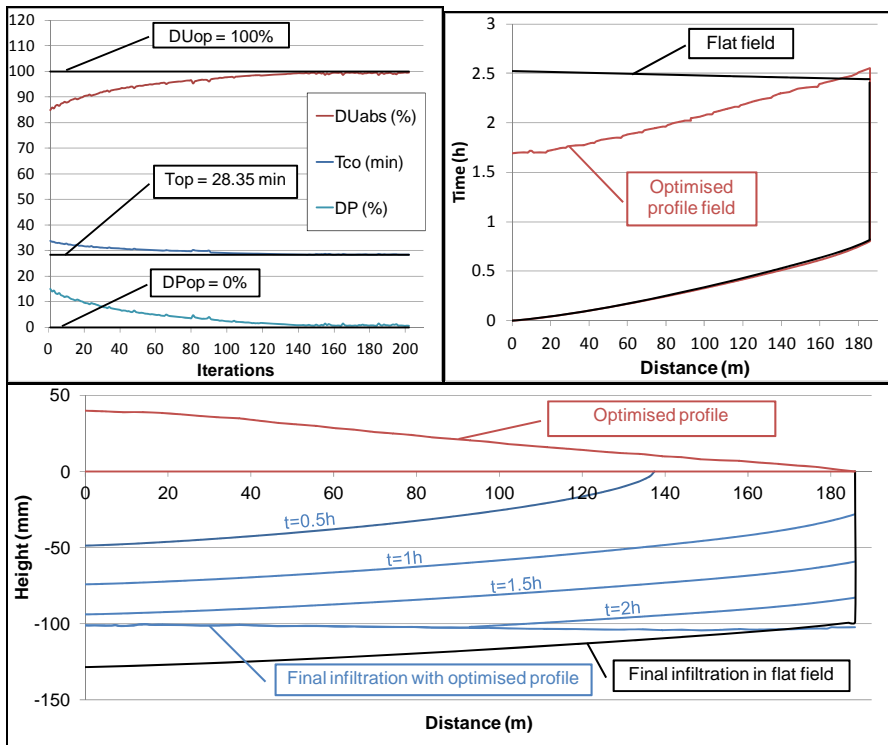 120
110
100
90
80
70
60
50
40
30
20
10
0
DUop = 100%
DUabs (%)
Tco (min)
DP (%)
Top = 28.35 min
DPop = 0%
0 20 40 60 80 100 120 140 160 180 200
Iterations
3
2.5
2
1.5
1
0.5
0
Time (h)
Flat field
Optimised
profile field
0 20 40 60 80 100 120 140 160 180
Distance (m)
50
0
-50
-100
-150
Height (mm)
Optimised profile
0 20 40 60 80 100 120 140 160 180
t=0.5h
t=1h
t=1.5h
t=2h
Final infiltration with optimised profile
Final infiltration in flat field
Distance (m)